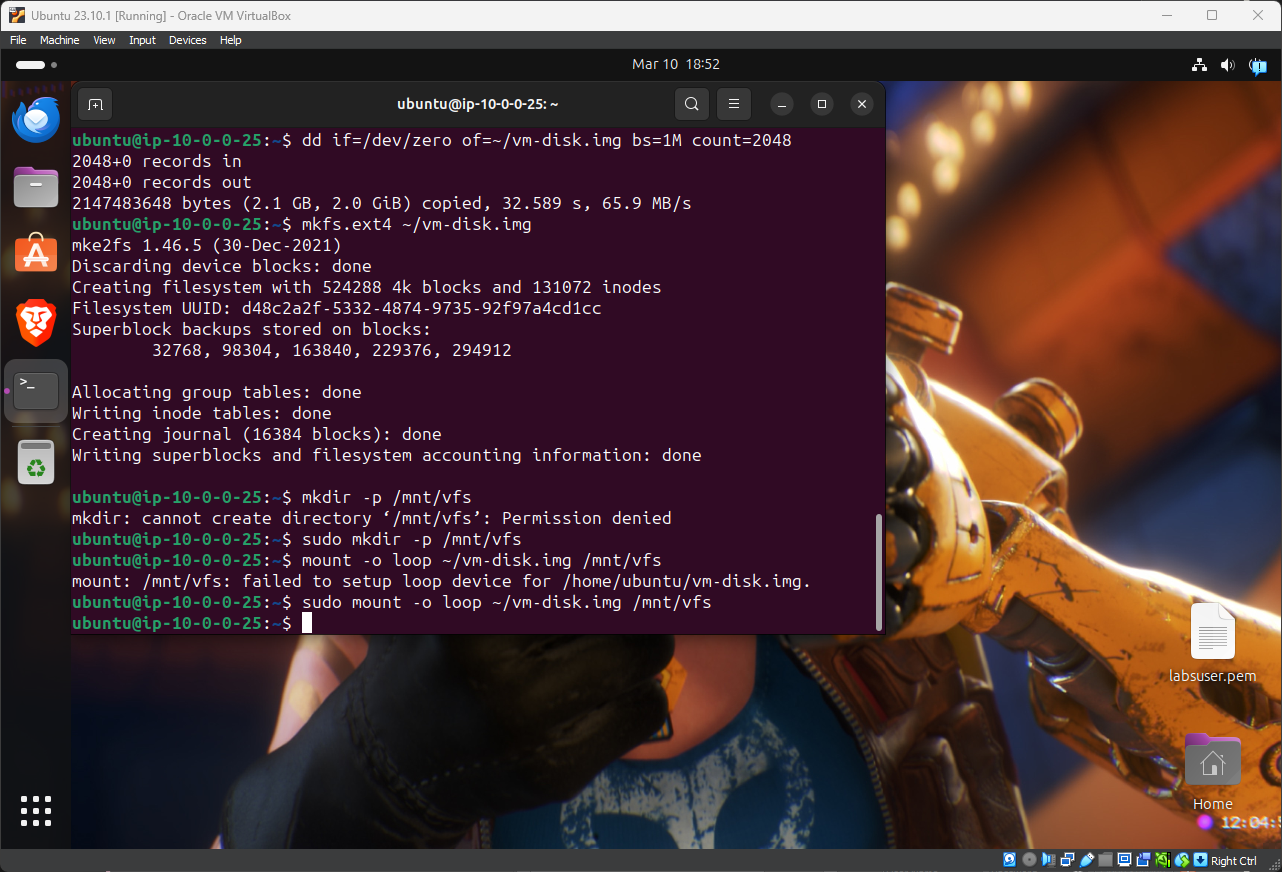 Ubuntu 23.10.1 [Running] - Oracle VM VirtualBox
File Machine View Input Devices Help
Mar 10 18:52
ubuntu@ip-10-0-0-25: ~
ubuntu@ip-10-0-0-25:~$ dd if=/dev/zero of=~/vm-disk.img bs=1M count=2048
2048+0 records in
2048+0 records out
2147483648 bytes (2.1 GB, 2.0 GiB) copied, 32.589 s, 65.9 MB/s
ubuntu@ip-10-0-0-25:~$ mkfs.ext4 ~/vm-disk.img
mke2fs 1.46.5 (30-Dec-2021)
Discarding device blocks: done
Creating filesystem with 524288 4k blocks and 131072 inodes
Filesystem UUID: d48c2a2f-5332-4874-9735-92f97a4cd1cc
Superblock backups stored on blocks:
        32768, 98304, 163840, 229376, 294912
Allocating group tables: done
Writing inode tables: done
Creating journal (16384 blocks): done
Writing superblocks and filesystem accounting information: done
ubuntu@ip-10-0-0-25:~$ mkdir -p /mnt/vfs
mkdir: cannot create directory ‘/mnt/vfs’: Permission denied
ubuntu@ip-10-0-0-25:~$ sudo mkdir -p /mnt/vfs
ubuntu@ip-10-0-0-25:~$ mount -o loop ~/vm-disk.img /mnt/vfs
mount: /mnt/vfs: failed to setup loop device for /home/ubuntu/vm-disk.img.
ubuntu@ip-10-0-0-25:~$ sudo mount -o loop ~/vm-disk.img /mnt/vfs
ubuntu@ip-10-0-0-25:~$
labsuser.pem
Home
12:04:
Right Ctrl